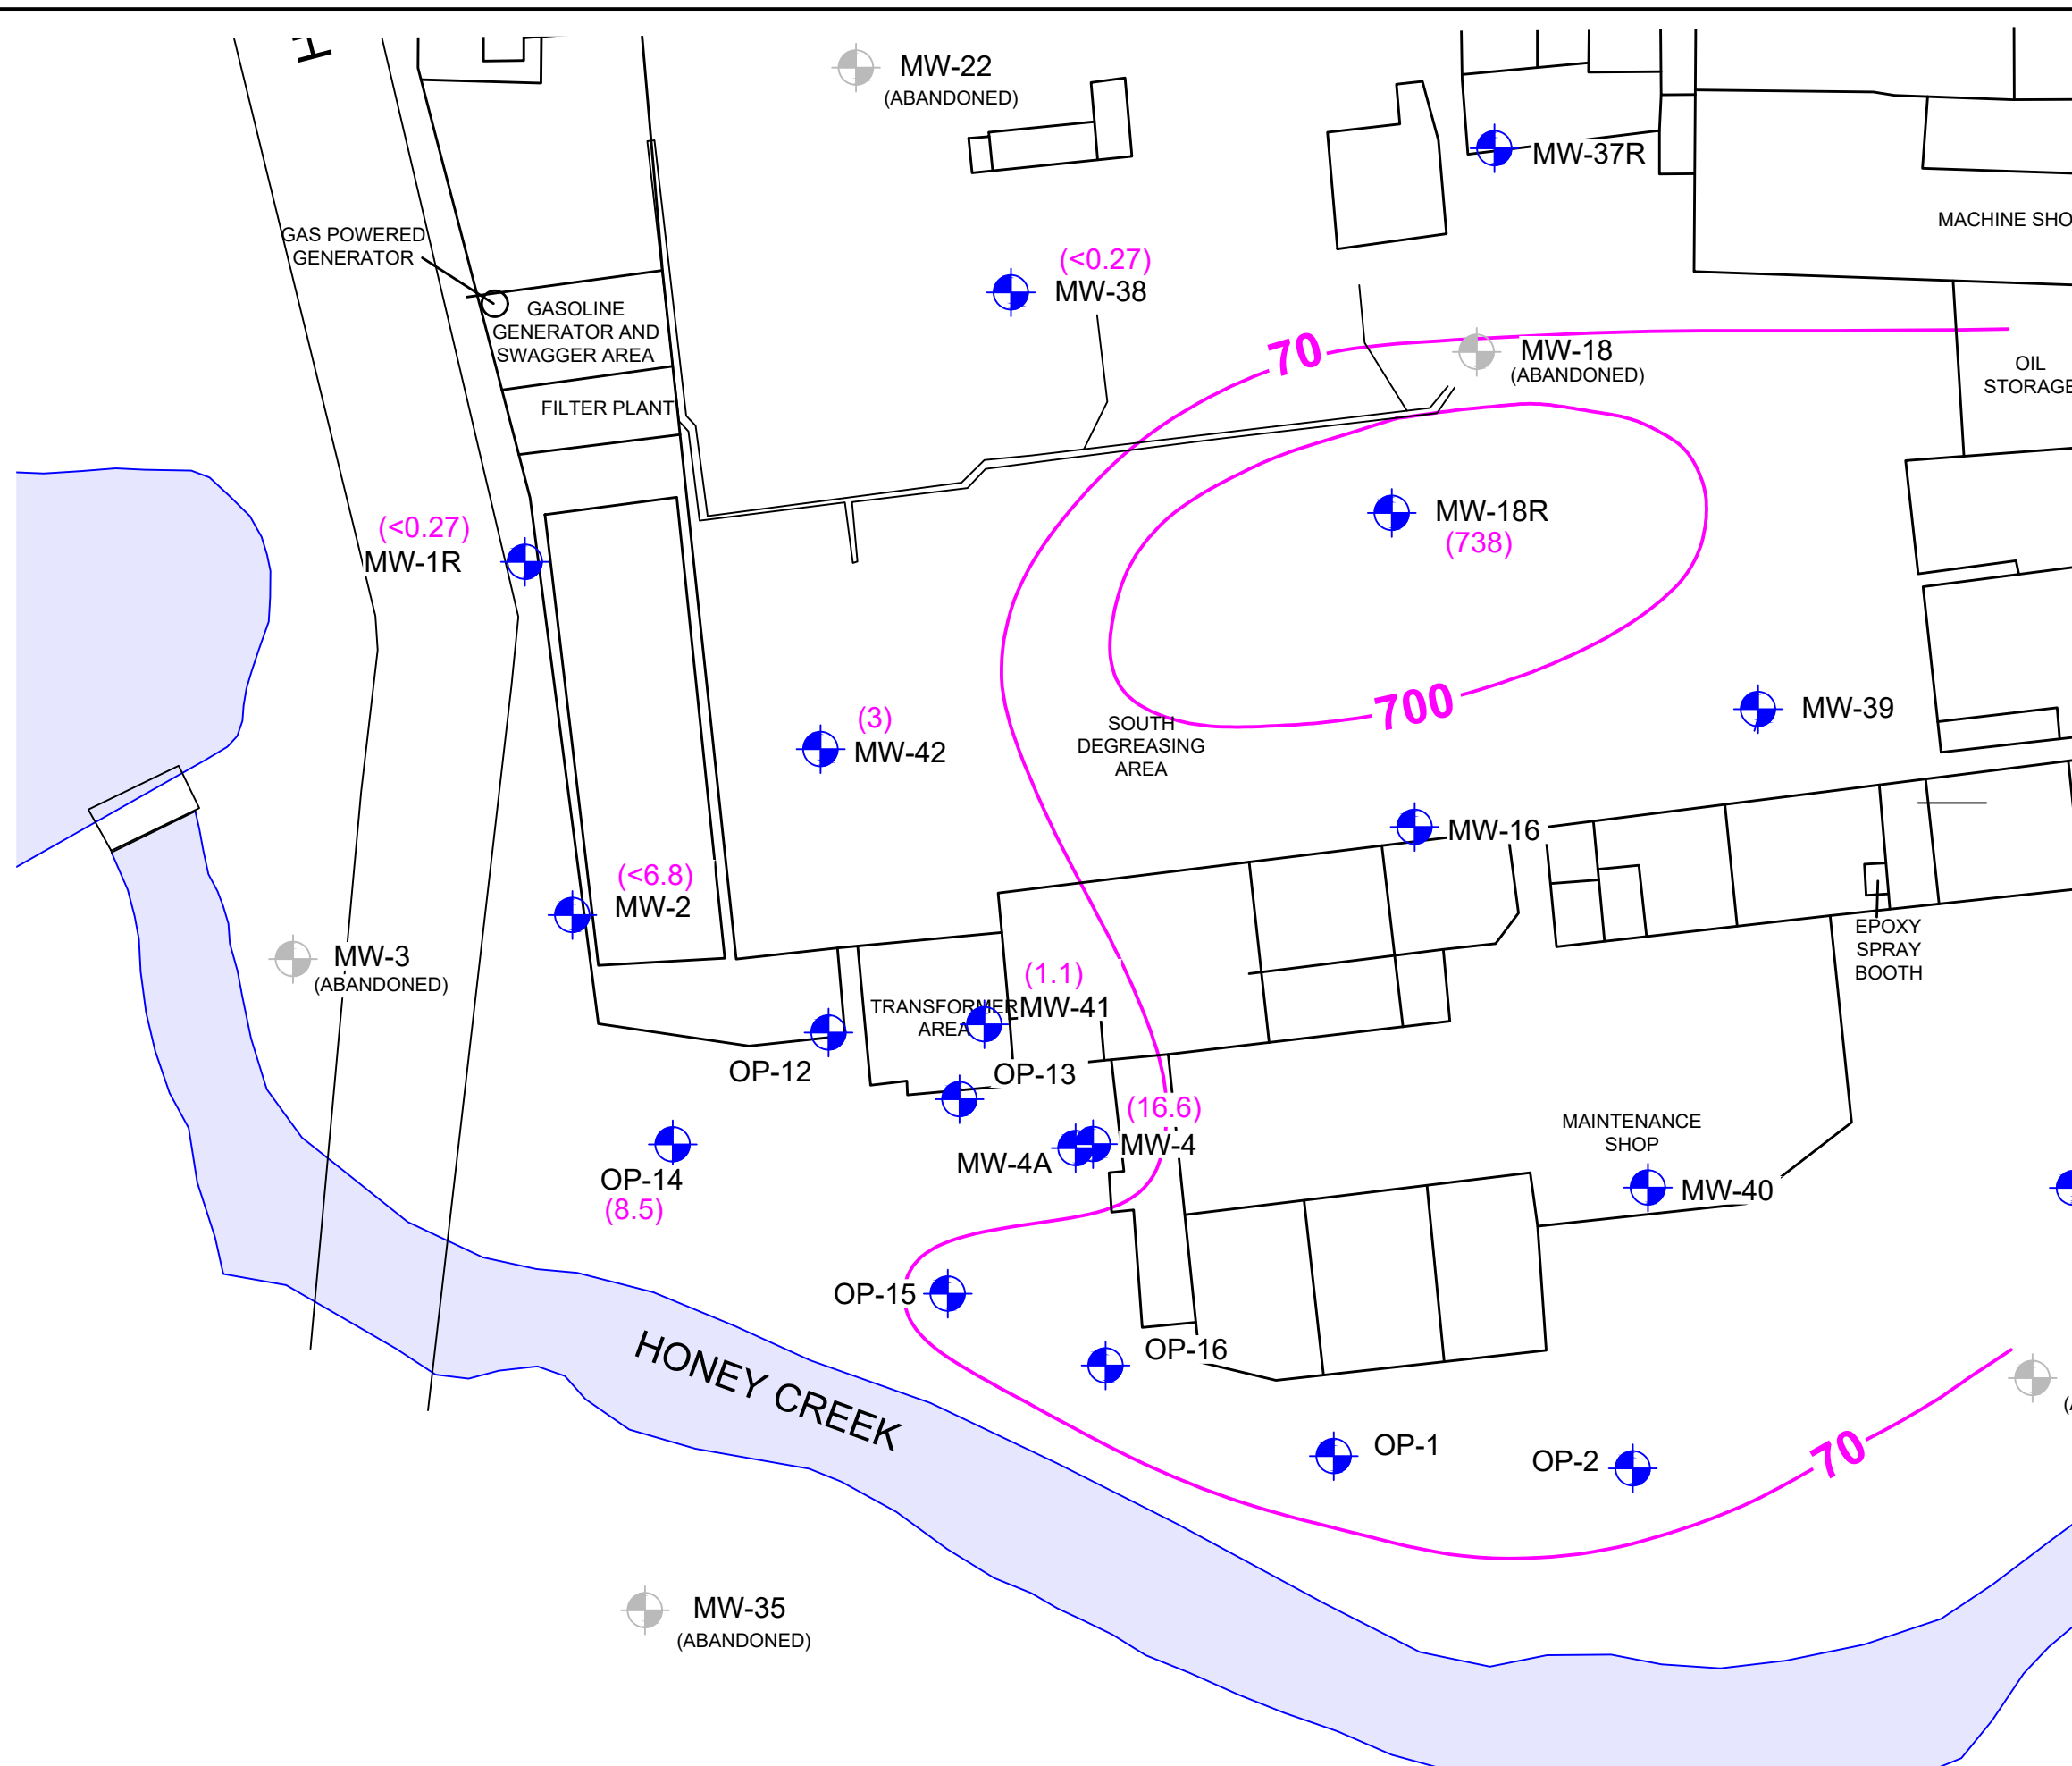 MW-22
(ABANDONED)
MW-37R
MACHINE SHO
GAS POWERED
GENERATOR
(<0.27)
MW-38
GASOLINE
GENERATOR AND
SWAGGER AREA
70
MW-18
(ABANDONED)
OIL
STORAGE
FILTER PLANT
MW-18R
(738)
(<0.27)
MW-1R
700
MW-39
(3)
MW-42
SOUTH
DEGREASING
AREA
MW-16
(<6.8)
MW-2
EPOXY
SPRAY
BOOTH
MW-3
(ABANDONED)
(1.1)
MW-41
TRANSFORMER
AREA
OP-12
OP-13
(16.6)
MW-4
MW-4A
MAINTENANCE
SHOP
MW-40
OP-14
(8.5)
OP-15
OP-16
HONEY CREEK
OP-1
OP-2
70
MW-35
(ABANDONED)